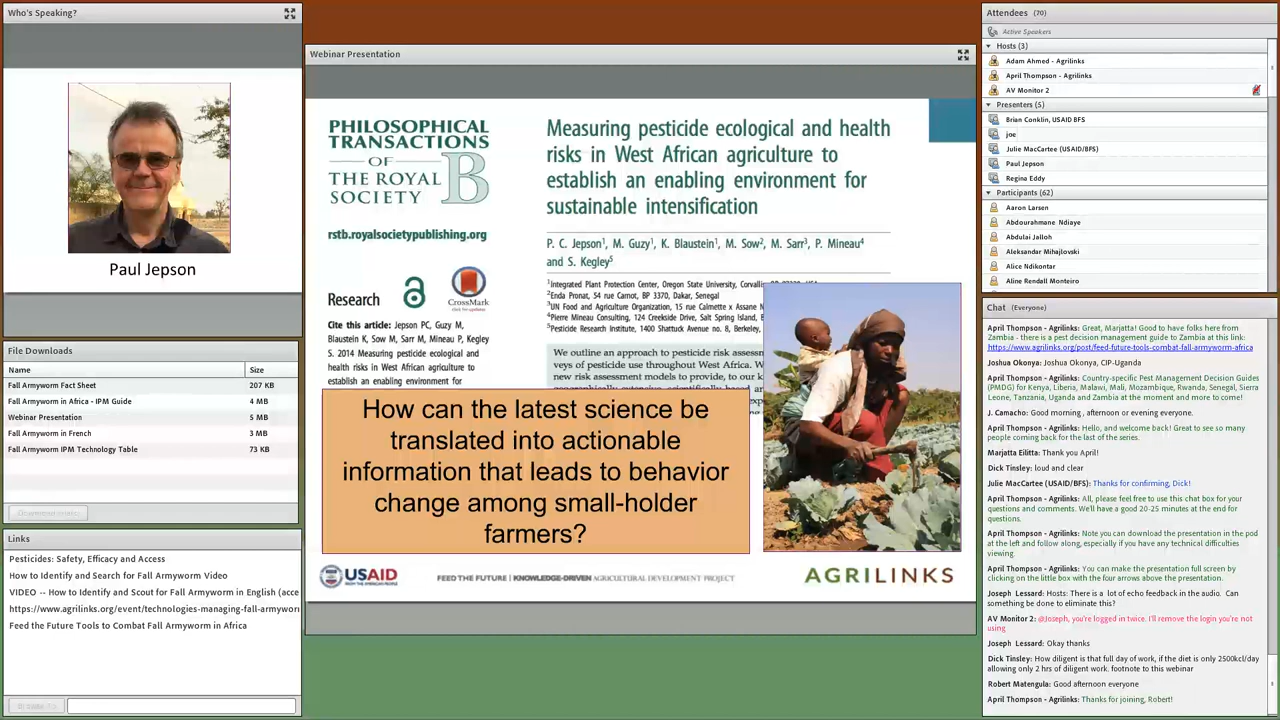 Who's Speaking?
Paul Jepson
File Downloads
Name Size
Fall Armyworm Fact Sheet 207 KB
Fall Armyworm in Africa - IPM Guide 4 MB
Webinar Presentation 5 MB
Fall Armyworm in French 3 MB
Fall Armyworm IPM Technology Table 73 KB
Links
Pesticides: Safety, Efficacy and Access
How to Identify and Search for Fall Armyworm Video
VIDEO -- How to Identify and Scout for Fall Armyworm in English (acce
https://www.agrilinks.org/event/technologies-managing-fall-armyworr
Feed the Future Tools to Combat Fall Armyworm in Africa
Webinar Presentation
PHILOSOPHICAL
TRANSACTIONS
OF
THE ROYAL
SOCIETY
B
rstb.royalsocietypublishing.org
Research
CrossMark
Cite this article: Jepson PC, Guzy M,
Blaustein K, Sow M, Sarr M, Mineau P, Kegley
S. 2014 Measuring pesticide ecological and
health risks in West African agriculture to
establish an enabling environment for
Measuring pesticide ecological and health
risks in West African agriculture to
establish an enabling environment for
sustainable intensification
P. C. Jepson1, M. Guzy1, K. Blaustein1, M. Sow2, M. Sarr3, P. Mineau4
and S. Kegley5
1Integrated Plant Protection Center, Oregon State University, Corvalli
2Enda Pronat, 54 rue Carnot, BP 3370, Dakar, Senegal
3UN Food and Agriculture Organization, 15 rue Calmette x Assane N
4Pierre Mineau Consulting, 124 Creekside Drive, Salt Spring Island,
5Pesticide Research Institute, 1400 Shattuck Avenue no. 8, Berkeley,
We outline an approach to pesticide risk assessm
veys of pesticide use throughout West Africa. W
new risk assessment models to provide, to our k
How can the latest science be
translated into actionable
information that leads to behavior
change among small-holder
farmers?
USAID
FROM THE AMERICAN PEOPLE
FEED THE FUTURE | KNOWLEDGE-DRIVEN AGRICULTURAL DEVELOPMENT PROJECT
AGRILINKS
Attendees (70)
Active Speakers
Hosts (3)
Adam Ahmed - Agrilinks
April Thompson - Agrilinks
AV Monitor 2
Presenters (5)
Brian Conklin, USAID BFS
joe
Julie MacCartee (USAID/BFS)
Paul Jepson
Regina Eddy
Participants (62)
Aaron Larsen
Abdourahmane Ndiaye
Abdulai Jalloh
Aleksandar Mihajlovski
Alice Ndikontar
Aline Rendall Monteiro
Chat (Everyone)
April Thompson - Agrilinks: Great, Marjatta! Good to have folks here from
Zambia - there is a pest decision management guide to Zambia at this link:
https://www.agrilinks.org/post/feed-future-tools-combat-fall-armyworm-africa
Joshua Okonya: Joshua Okonya, CIP-Uganda
April Thompson - Agrilinks: Country-specific Pest Management Decision Guides
(PMDG) for Kenya, Liberia, Malawi, Mali, Mozambique, Rwanda, Senegal, Sierra
Leone, Tanzania, Uganda and Zambia at the moment and more to come!
J. Camacho: Good morning , afternoon or evening everyone.
April Thompson - Agrilinks: Hello, and welcome back! Great to see so many
people coming back for the last of the series.
Marjatta Eilitta: Thank you April!
Dick Tinsley: loud and clear
Julie MacCartee (USAID/BFS): Thanks for confirming, Dick!
April Thompson - Agrilinks: All, please feel free to use this chat box for your
questions and comments. We'll have a good 20-25 minutes at the end for
questions.
April Thompson - Agrilinks: Note you can download the presentation in the pod
at the left and follow along, especially if you have any technical difficulties
viewing.
April Thompson - Agrilinks: You can make the presentation full screen by
clicking on the little box with the four arrows above the presentation.
Joseph Lessard: Hosts: There is a lot of echo feedback in the audio. Can
something be done to eliminate this?
AV Monitor 2: @Joseph, you're logged in twice. I'll remove the login you're not
using
Joseph Lessard: Okay thanks
Dick Tinsley: How diligent is that full day of work, if the diet is only 2500kcl/day
allowing only 2 hrs of diligent work. footnote to this webinar
Robert Matengula: Good afternoon everyone
April Thompson - Agrilinks: Thanks for joining, Robert!